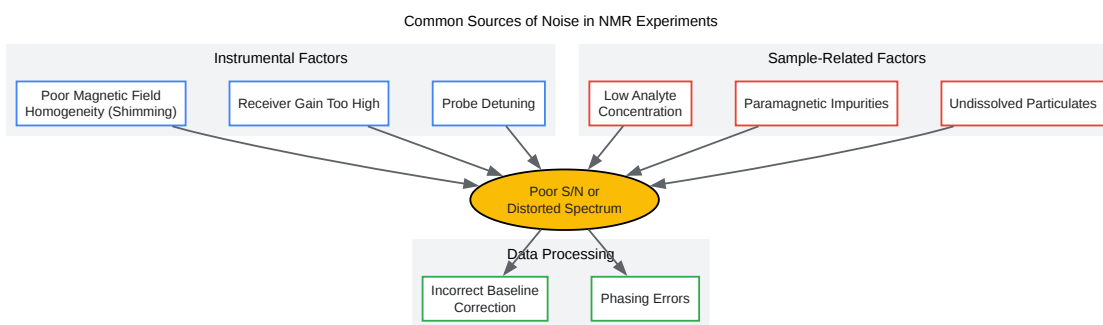 Common Sources of Noise in NMR Experiments
Instrumental Factors
Poor Magnetic Field
Homogeneity (Shimming)
Receiver Gain Too High
Probe Detuning
Sample-Related Factors
Low Analyte
Concentration
Paramagnetic Impurities
Undissolved Particulates
Poor S/N or
Distorted Spectrum
Data Processing
Incorrect Baseline
Correction
Phasing Errors